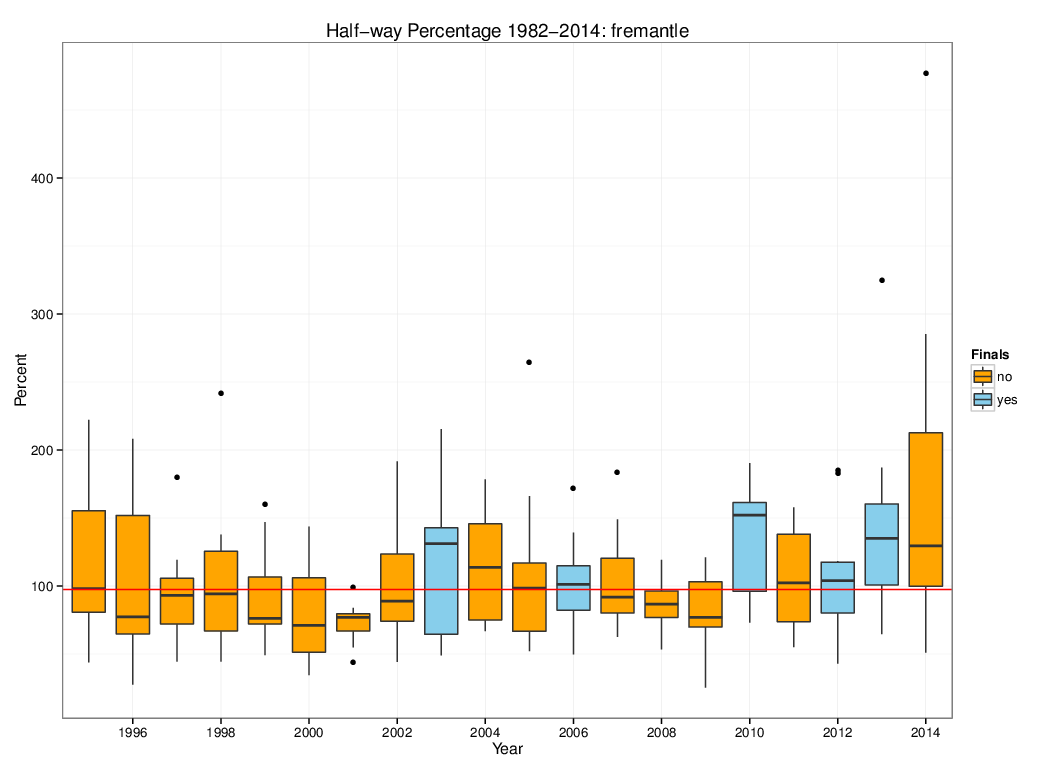 Half−way Percentage 1982−2014: fremantle
Percent
400
300
200
100
1996 1998 2000 2002 2004 2006 2008 2010 2012 2014
Year
Finals
no
yes